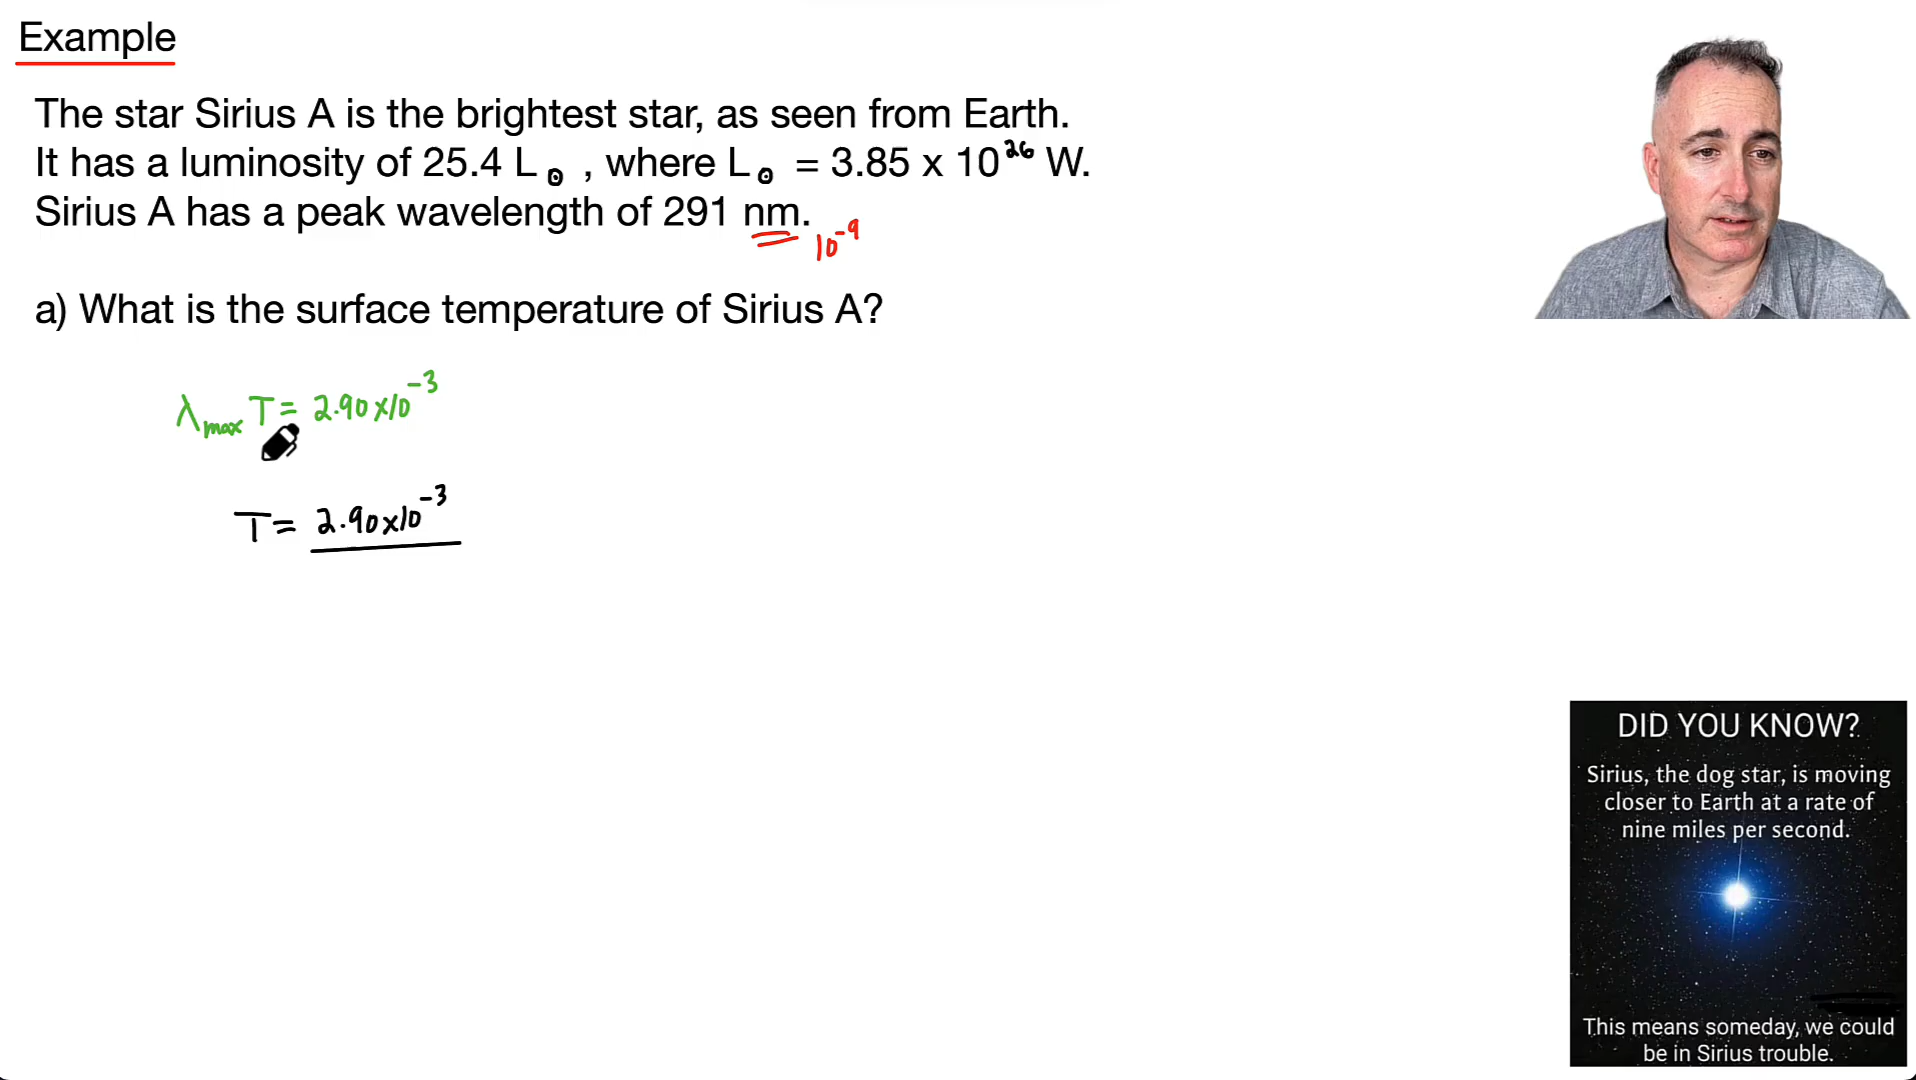 Example
The star Sirius A is the brightest star, as seen from Earth.
It has a luminosity of 25.4 L⊙ , where L⊙ = 3.85 x 10²⁶ W.
Sirius A has a peak wavelength of 291 nm.
10⁻⁹
a) What is the surface temperature of Sirius A?
λmax T = 2.90 x 10⁻³
T = 2.90 x 10⁻³
DID YOU KNOW?
Sirius, the dog star, is moving
closer to Earth at a rate of
nine miles per second.
This means someday, we could
be in Sirius trouble.